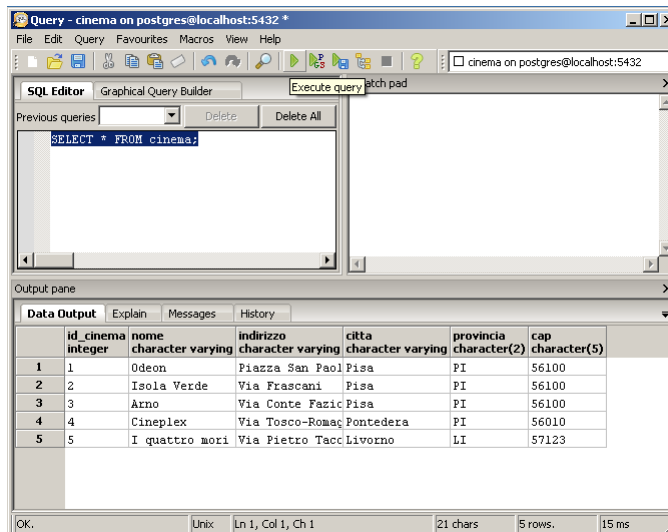 Query - cinema on postgres@localhost:5432 *
File Edit Query Favourites Macros View Help
cinema on postgres@localhost:5432
SQL Editor Graphical Query Builder
Execute query
pad
Previous queries Delete Delete All
SELECT * FROM cinema;
Output pane
Data Output Explain Messages History
id_cinema nome indirizzo citta provincia cap
integer character varying character varying character varying character(2) character(5)
1 1 Odeon Piazza San Paol Pisa PI 56100
2 2 Isola Verde Via Frascani Pisa PI 56100
3 3 Arno Via Conte Fazio Pisa PI 56100
4 4 Cineplex Via Tosco-Romag Pontedera PI 56010
5 5 I quattro mori Via Pietro Tacc Livorno LI 57123
OK. Unix Ln 1, Col 1, Ch 1 21 chars 5 rows. 15 ms